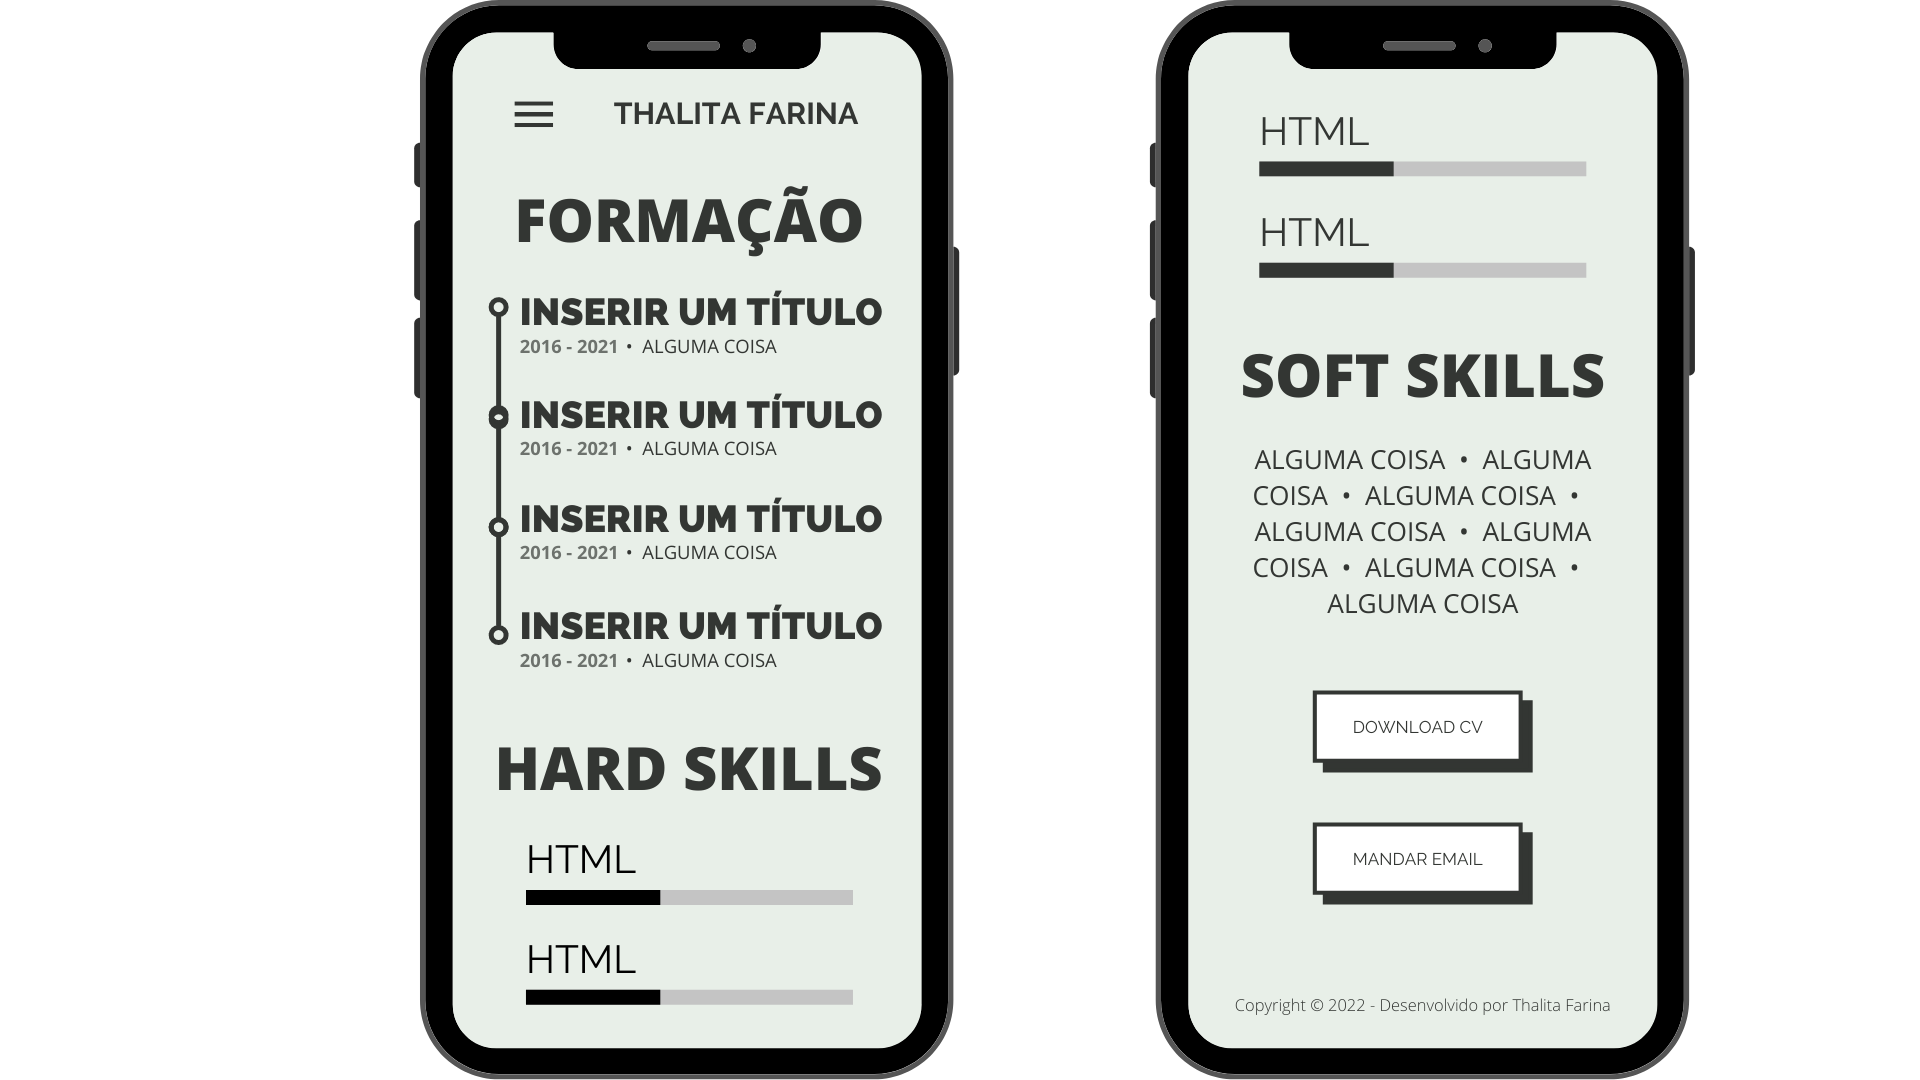 THALITA FARINA
FORMAÇÃO
INSERIR UM TÍTULO
2016 - 2021 • ALGUMA COISA
INSERIR UM TÍTULO
2016 - 2021 • ALGUMA COISA
INSERIR UM TÍTULO
2016 - 2021 • ALGUMA COISA
INSERIR UM TÍTULO
2016 - 2021 • ALGUMA COISA
HARD SKILLS
HTML
HTML
HTML
HTML
SOFT SKILLS
ALGUMA COISA • ALGUMA
COISA • ALGUMA COISA •
ALGUMA COISA • ALGUMA
COISA • ALGUMA COISA •
ALGUMA COISA
DOWNLOAD CV
MANDAR EMAIL
Copyright © 2022 - Desenvolvido por Thalita Farina